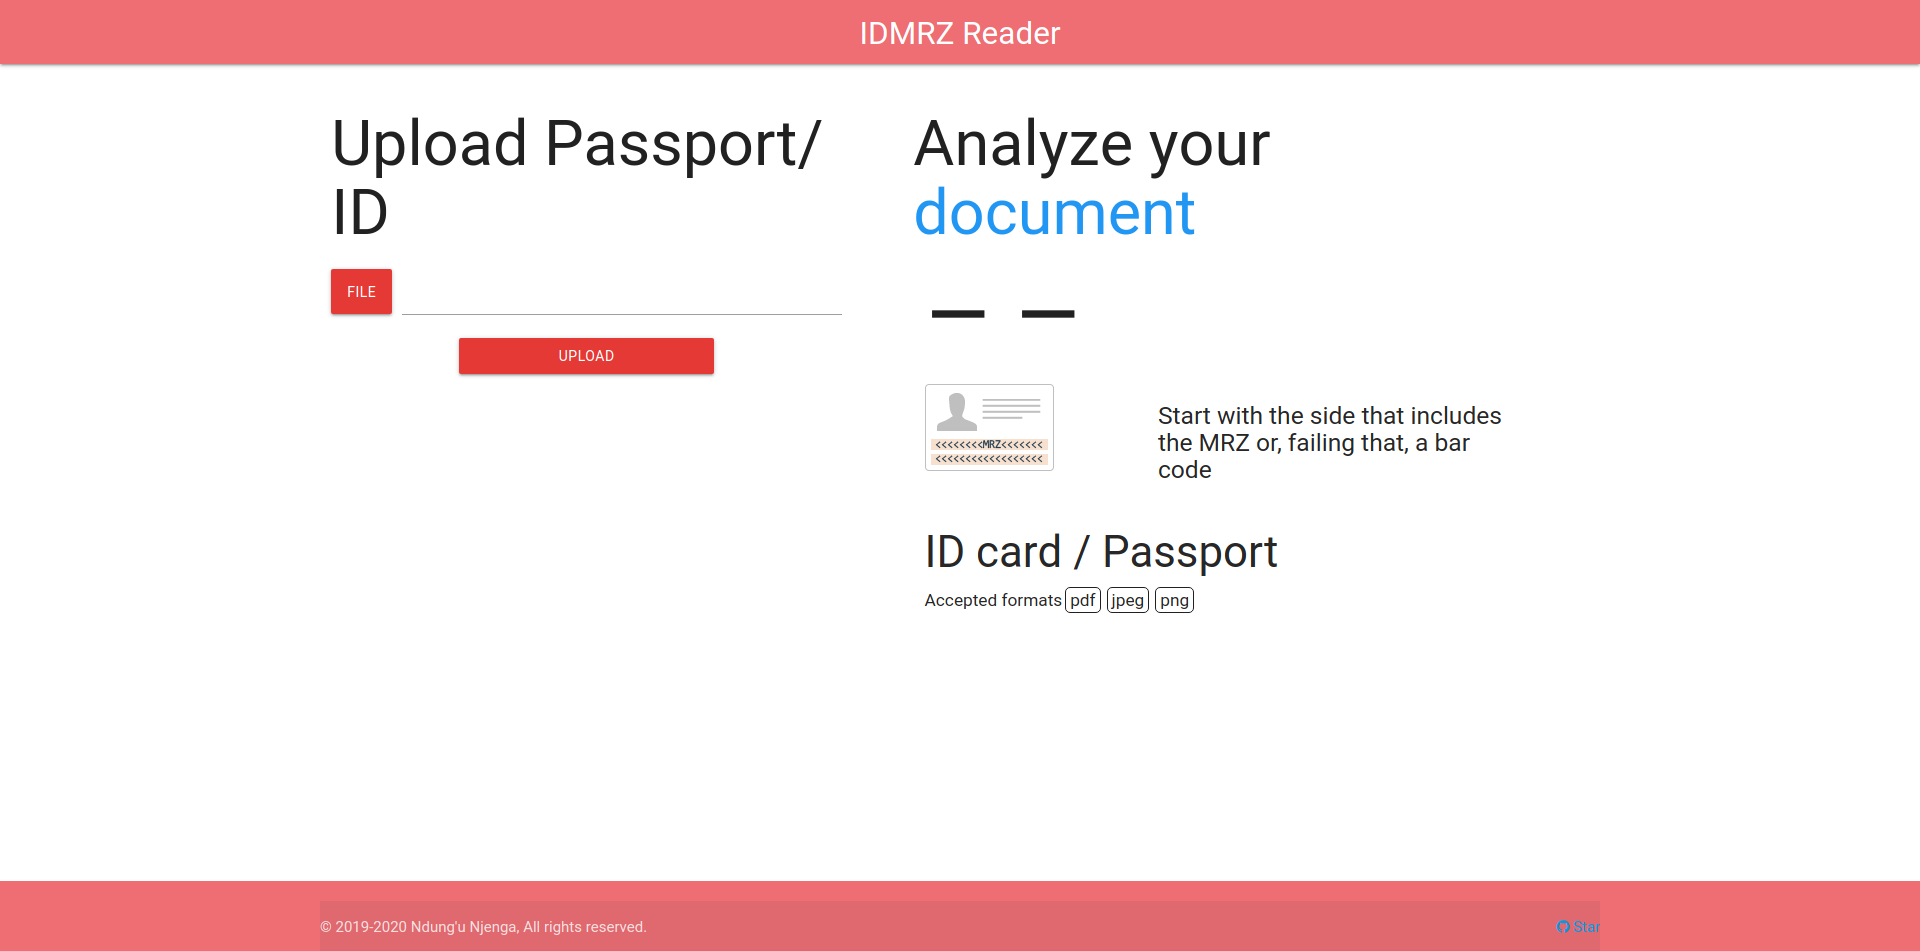 IDMRZ Reader
Upload Passport/
ID
FILE
UPLOAD
Analyze your
document
<<<<<<<<MRZ<<<<<<<
<<<<<<<<<<<<<<<<<<
Start with the side that includes
the MRZ or, failing that, a bar
code
ID card / Passport
Accepted formats pdf jpeg png
© 2019-2020 Ndung'u Njenga, All rights reserved.
Star